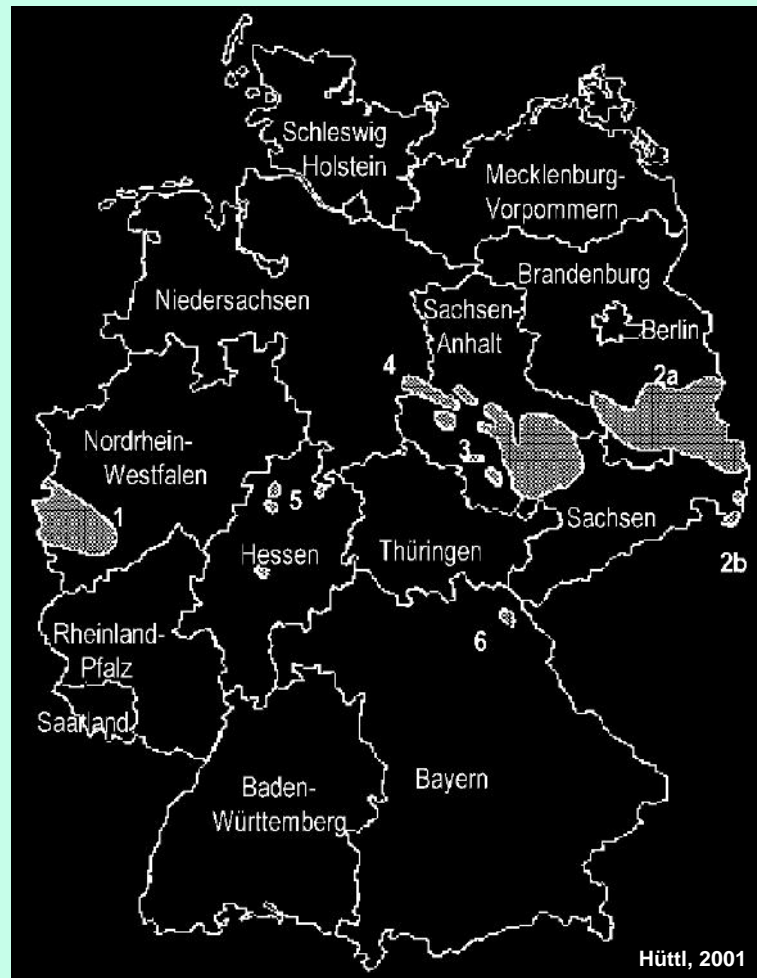 Schleswig
Holstein
Mecklenburg-
Vorpommern
Brandenburg
Niedersachsen
Sachsen-
Anhalt
Berlin
4
2a
Nordrhein-
Westfalen
3
1
5
Sachsen
Hessen
Thüringen
2b
Rheinland-
Pfalz
6
Saarland
Baden-
Württemberg
Bayern
Hüttl, 2001